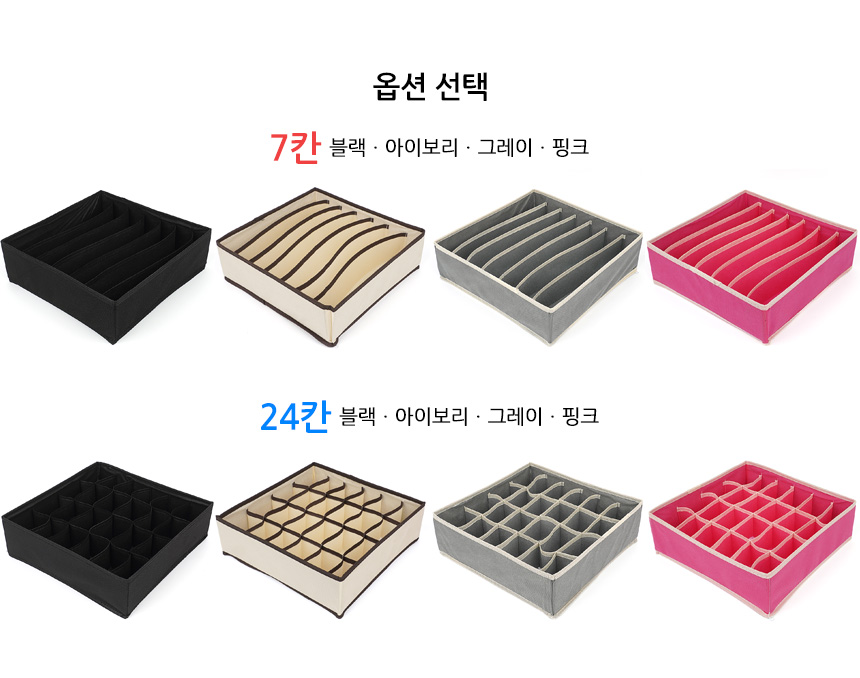 옵션 선택
7칸 블랙 · 아이보리 · 그레이 · 핑크
24칸 블랙 · 아이보리 · 그레이 · 핑크